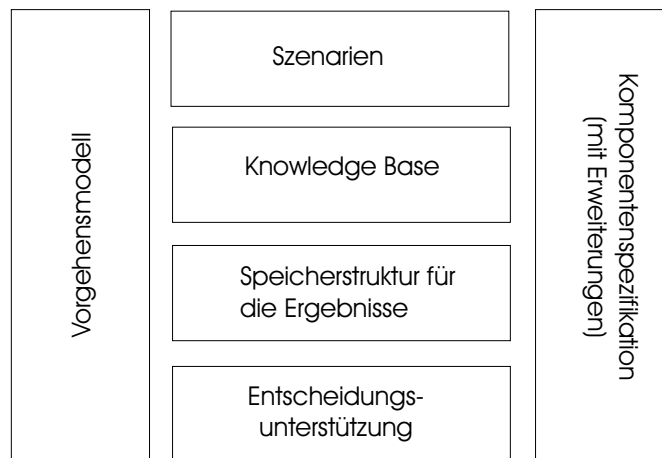 Vorgehensmodell
Szenarien
Knowledge Base
Speicherstruktur für
die Ergebnisse
Entscheidungs-
unterstützung
Komponentenspezifikation
(mit Erweiterungen)